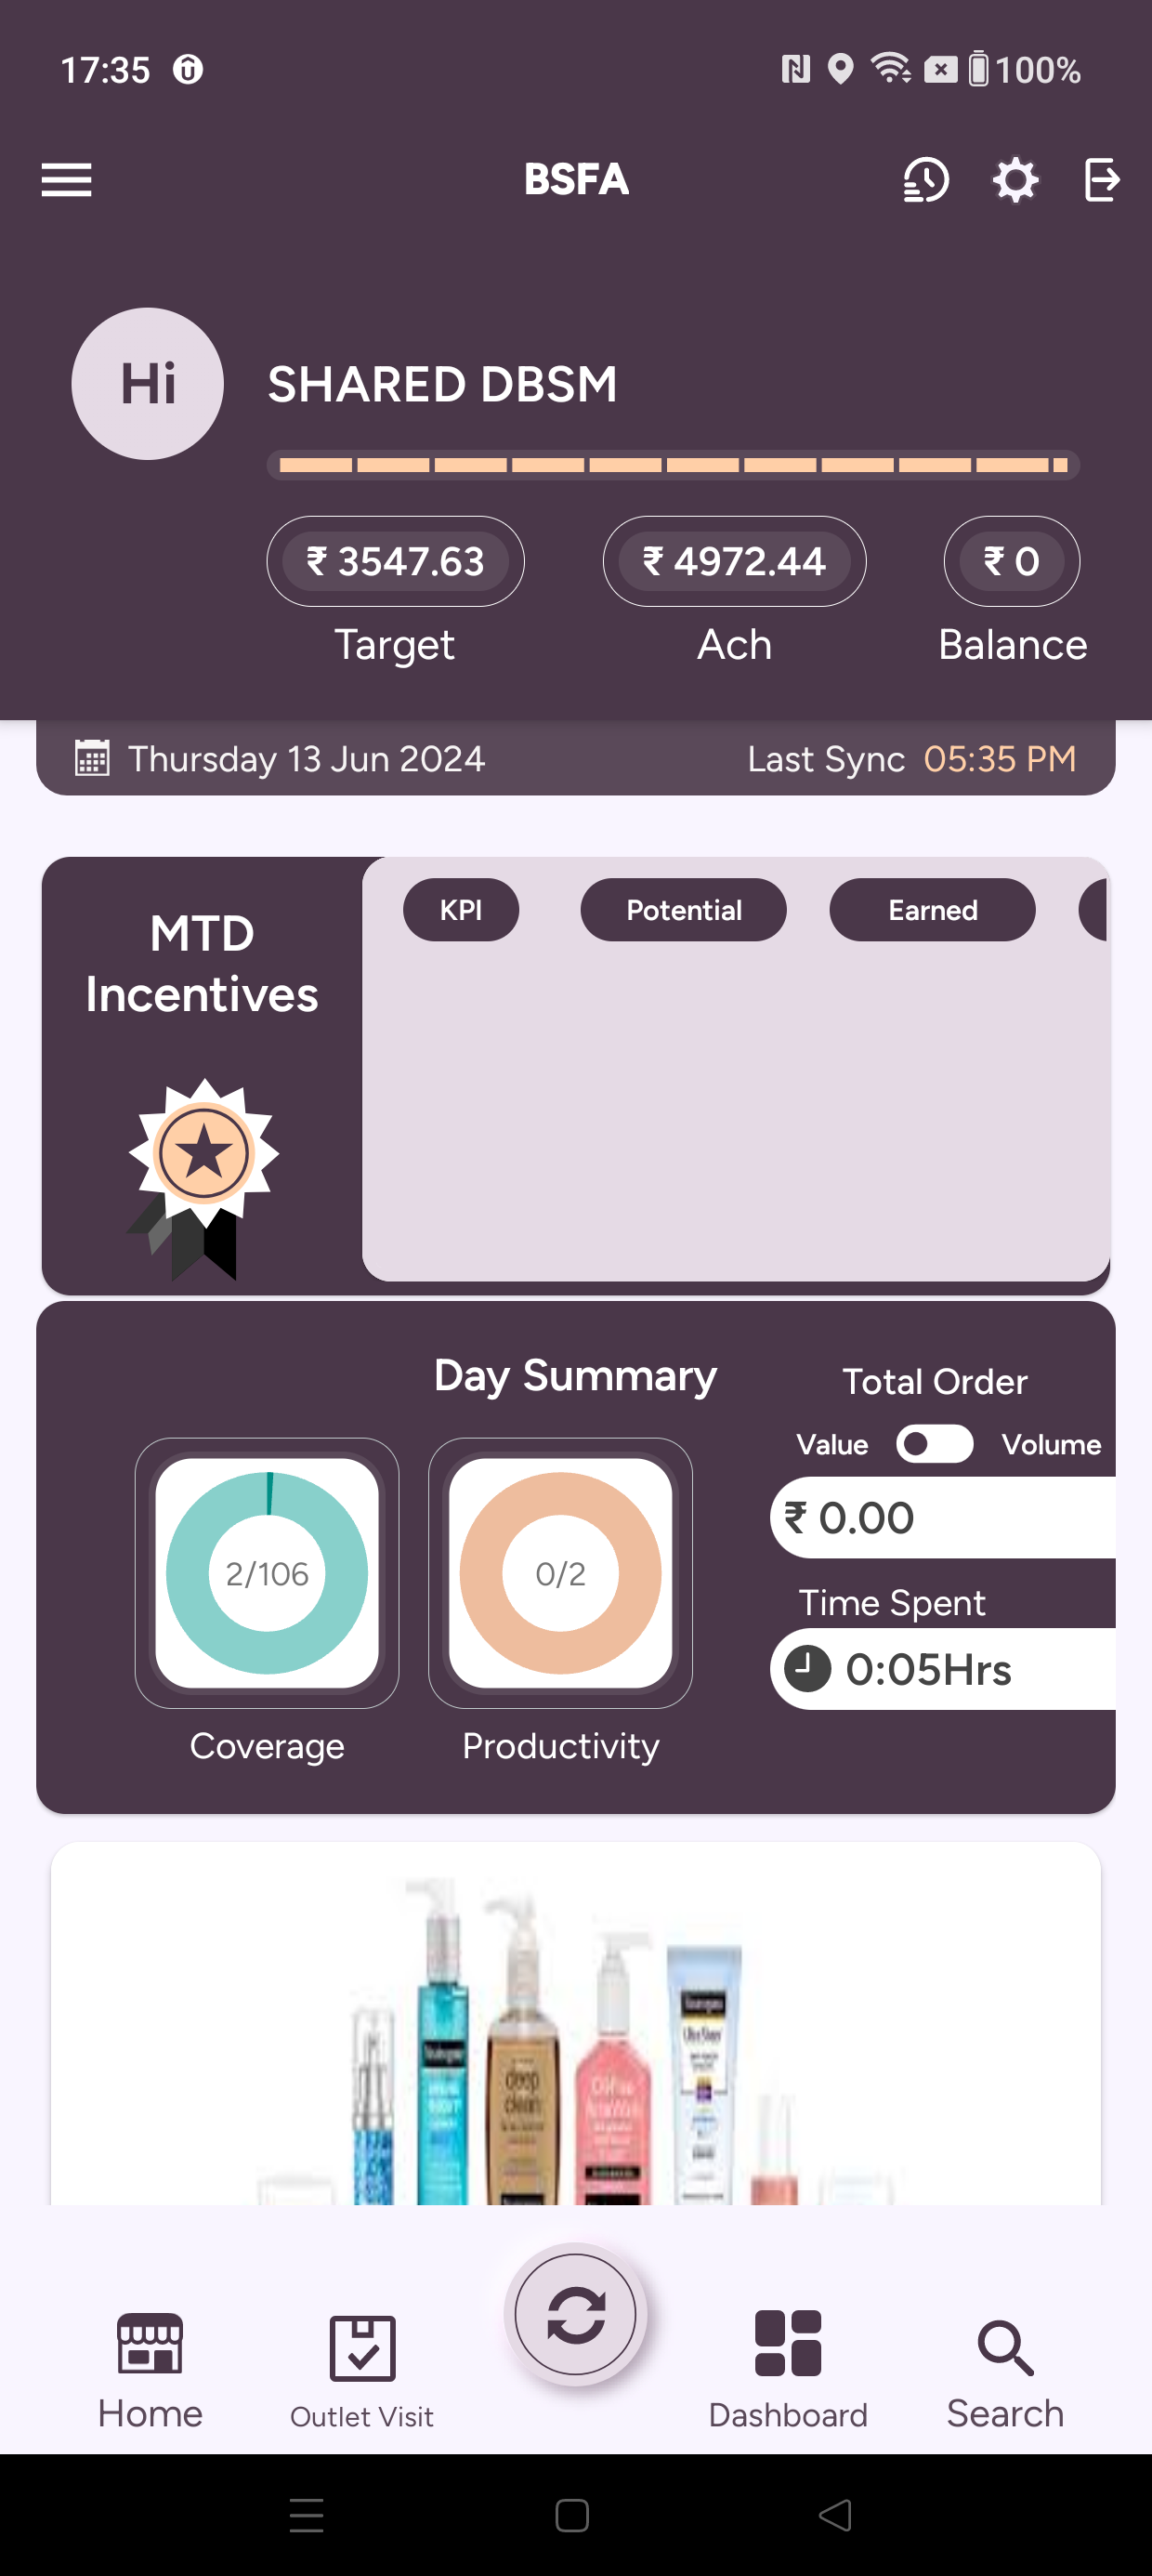 17:35
100%
BSFA
Hi
SHARED DBSM
₹ 3547.63
₹ 4972.44
₹ 0
Target
Ach
Balance
Thursday 13 Jun 2024
Last Sync 05:35 PM
MTD
Incentives
KPI
Potential
Earned
Day Summary
Total Order
Value
Volume
₹ 0.00
2/106
0/2
Time Spent
0:05Hrs
Coverage
Productivity
deep
clean
Home
Outlet Visit
Dashboard
Search